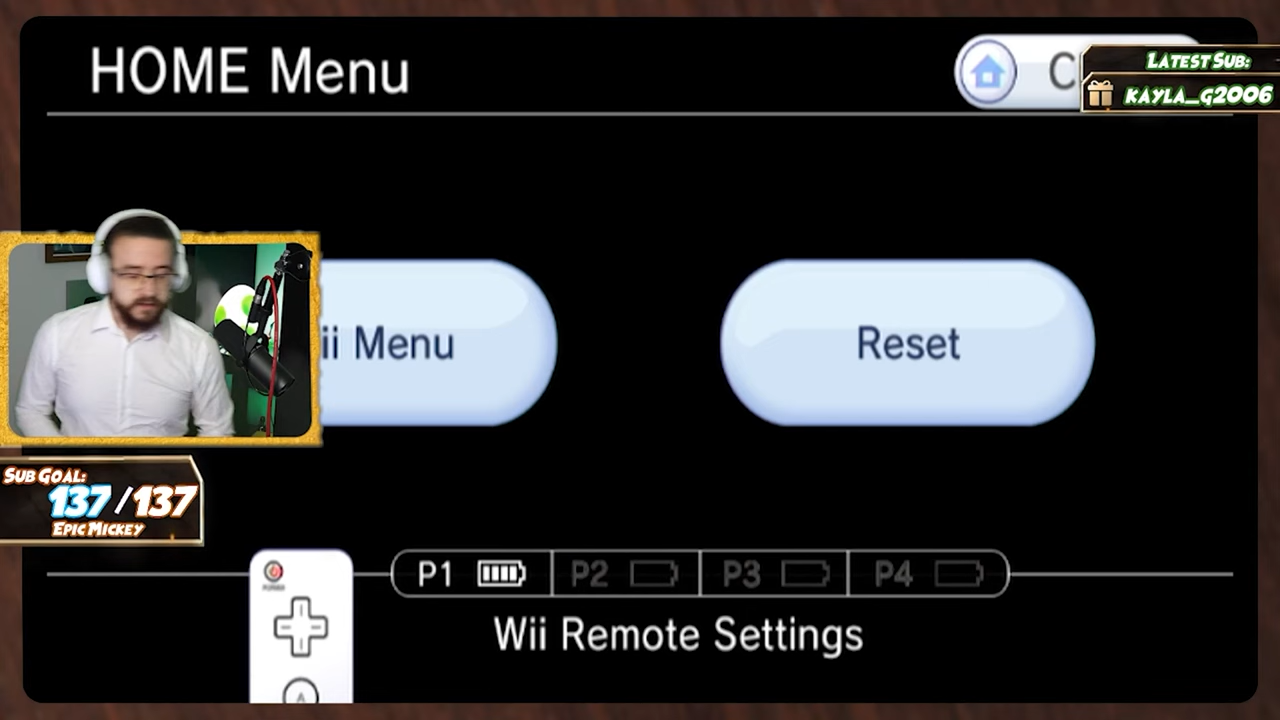 HOME Menu
C
LATEST SUB:
KAYLA_G2006
ii Menu
Reset
SUB GOAL:
137/137
EPIC MICKEY
P1
P2
P3
P4
Wii Remote Settings
A